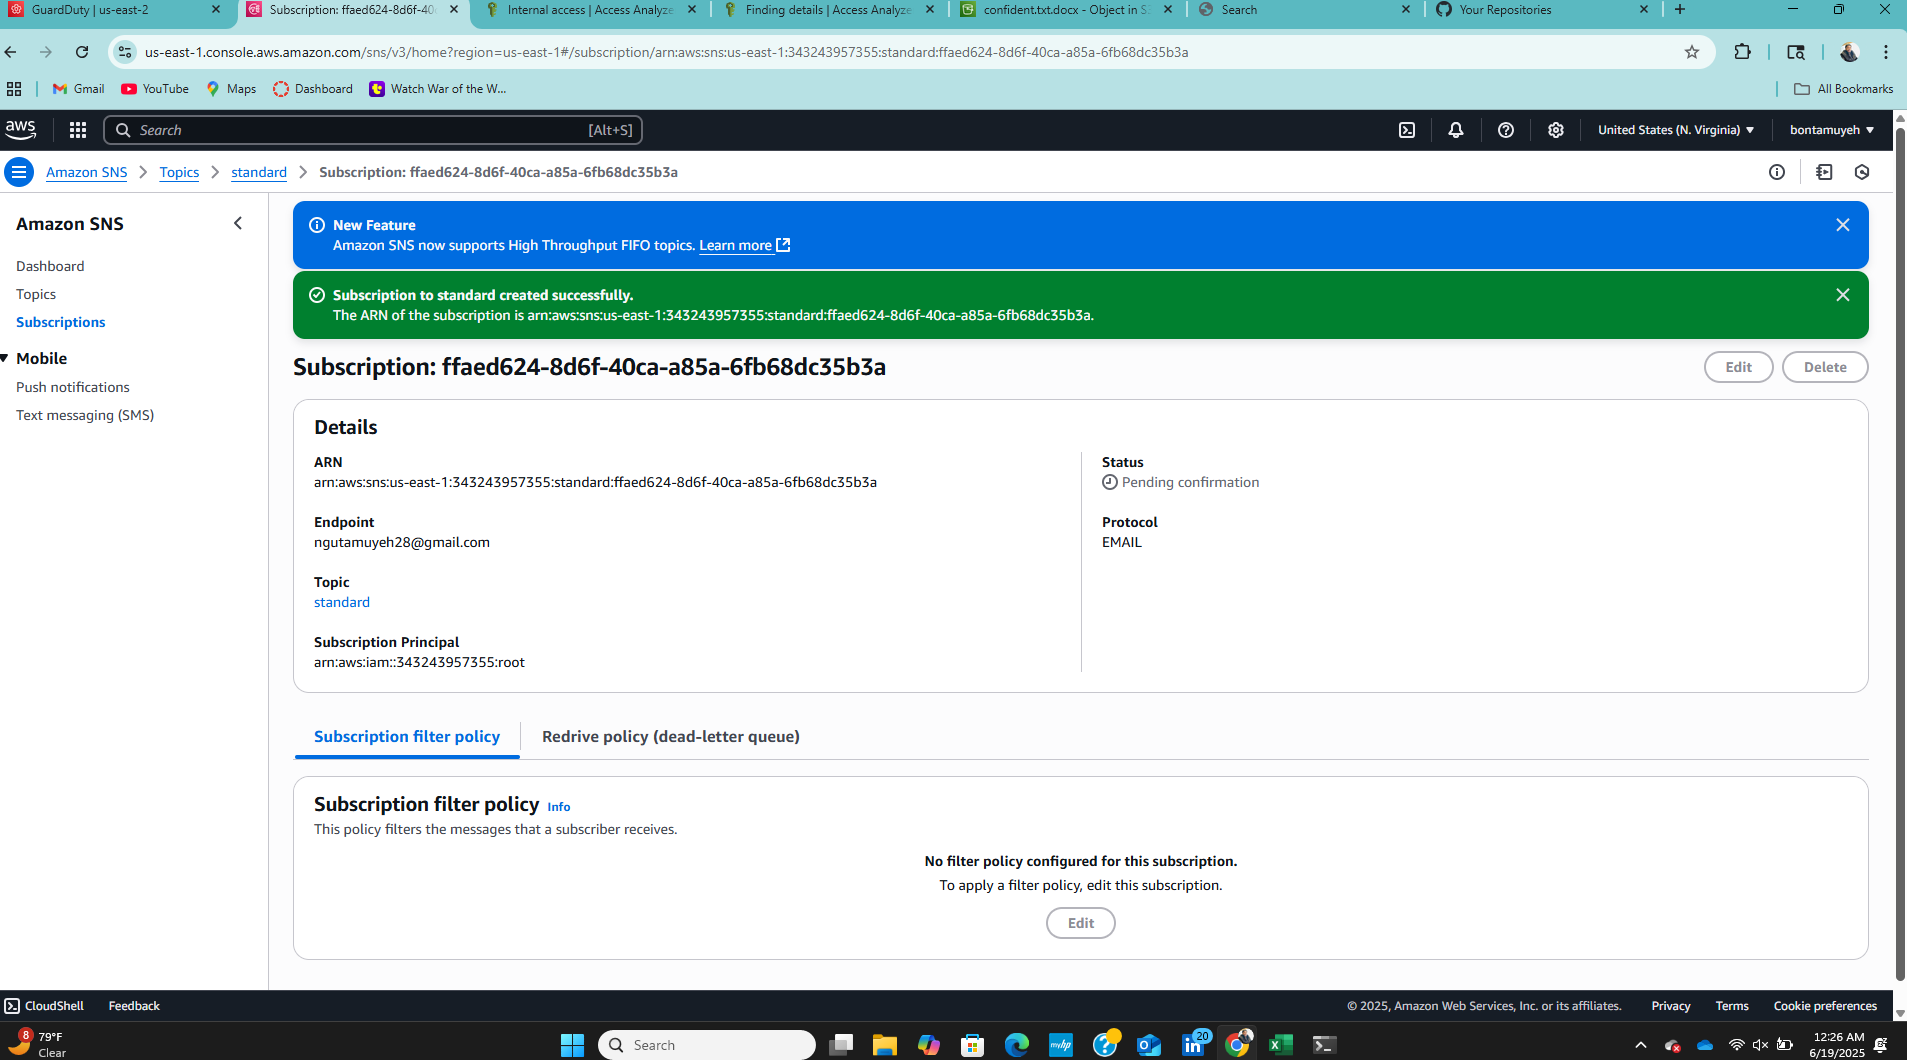 GuardDuty | us-east-2
Subscription: ffaed624-8d6f-40
Internal access | Access Analyze
Finding details | Access Analyze
confident.txt.docx - Object in S3
Search
Your Repositories
us-east-1.console.aws.amazon.com/sns/v3/home?region=us-east-1#/subscription/arn:aws:sns:us-east-1:343243957355:standard:ffaed624-8d6f-40ca-a85a-6fb68dc35b3a
Gmail
YouTube
Maps
Dashboard
Watch War of the W...
All Bookmarks
aws
Search
[Alt+S]
United States (N. Virginia)
bontamuyeh
Amazon SNS
Topics
standard
Subscription: ffaed624-8d6f-40ca-a85a-6fb68dc35b3a
Amazon SNS
Dashboard
Topics
Subscriptions
Mobile
Push notifications
Text messaging (SMS)
New Feature
Amazon SNS now supports High Throughput FIFO topics. Learn more
Subscription to standard created successfully.
The ARN of the subscription is arn:aws:sns:us-east-1:343243957355:standard:ffaed624-8d6f-40ca-a85a-6fb68dc35b3a.
Subscription: ffaed624-8d6f-40ca-a85a-6fb68dc35b3a
Edit
Delete
Details
ARN
arn:aws:sns:us-east-1:343243957355:standard:ffaed624-8d6f-40ca-a85a-6fb68dc35b3a
Endpoint
ngutamuyeh28@gmail.com
Topic
standard
Subscription Principal
arn:aws:iam::343243957355:root
Status
Pending confirmation
Protocol
EMAIL
Subscription filter policy
Redrive policy (dead-letter queue)
Subscription filter policy Info
This policy filters the messages that a subscriber receives.
No filter policy configured for this subscription.
To apply a filter policy, edit this subscription.
Edit
CloudShell
Feedback
© 2025, Amazon Web Services, Inc. or its affiliates.
Privacy
Terms
Cookie preferences
8
79°F
Clear
Search
myhp
20
12:26 AM
6/19/2025